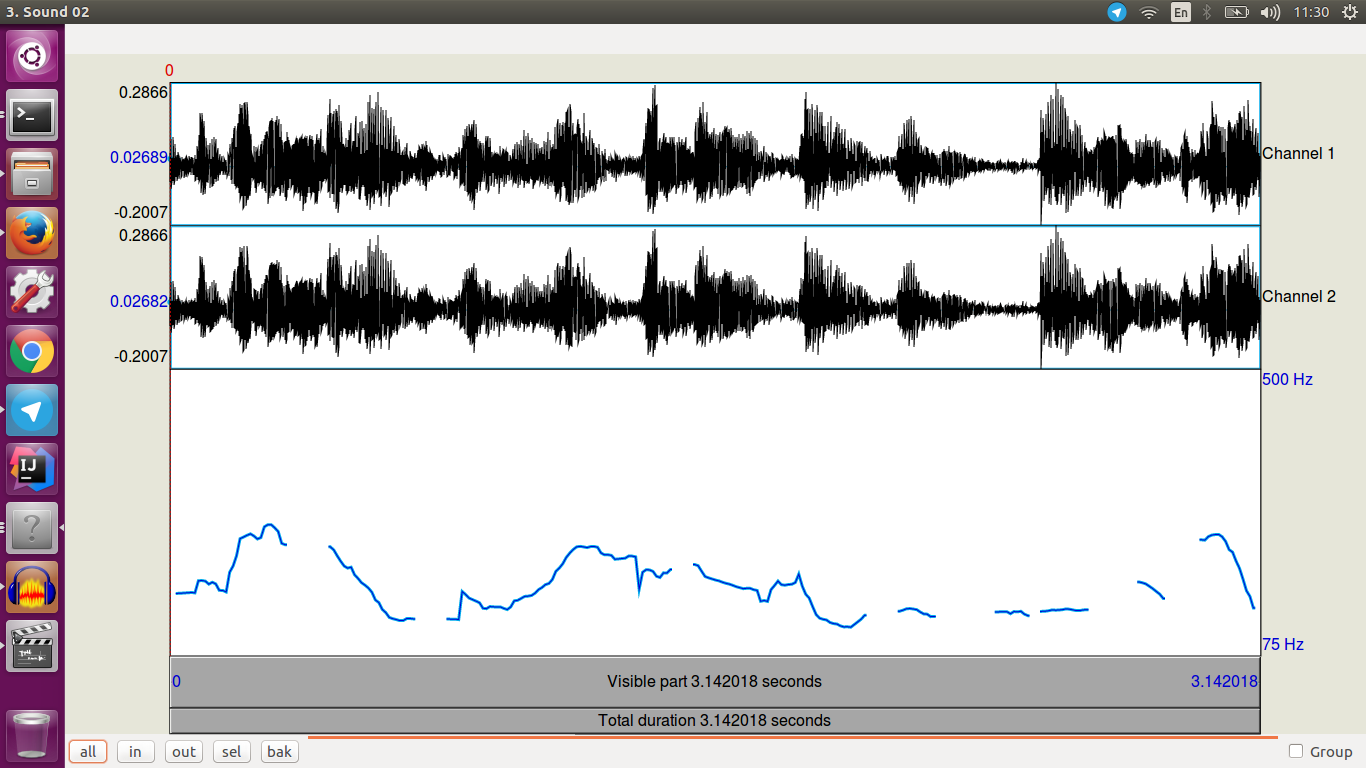 3. Sound 02
En
11:30
0
0.2866
0.02689
-0.2007
Channel 1
0.2866
0.02682
-0.2007
Channel 2
500 Hz
75 Hz
0
Visible part 3.142018 seconds
3.142018
Total duration 3.142018 seconds
all
in
out
sel
bak
Group
>_
IJ
?